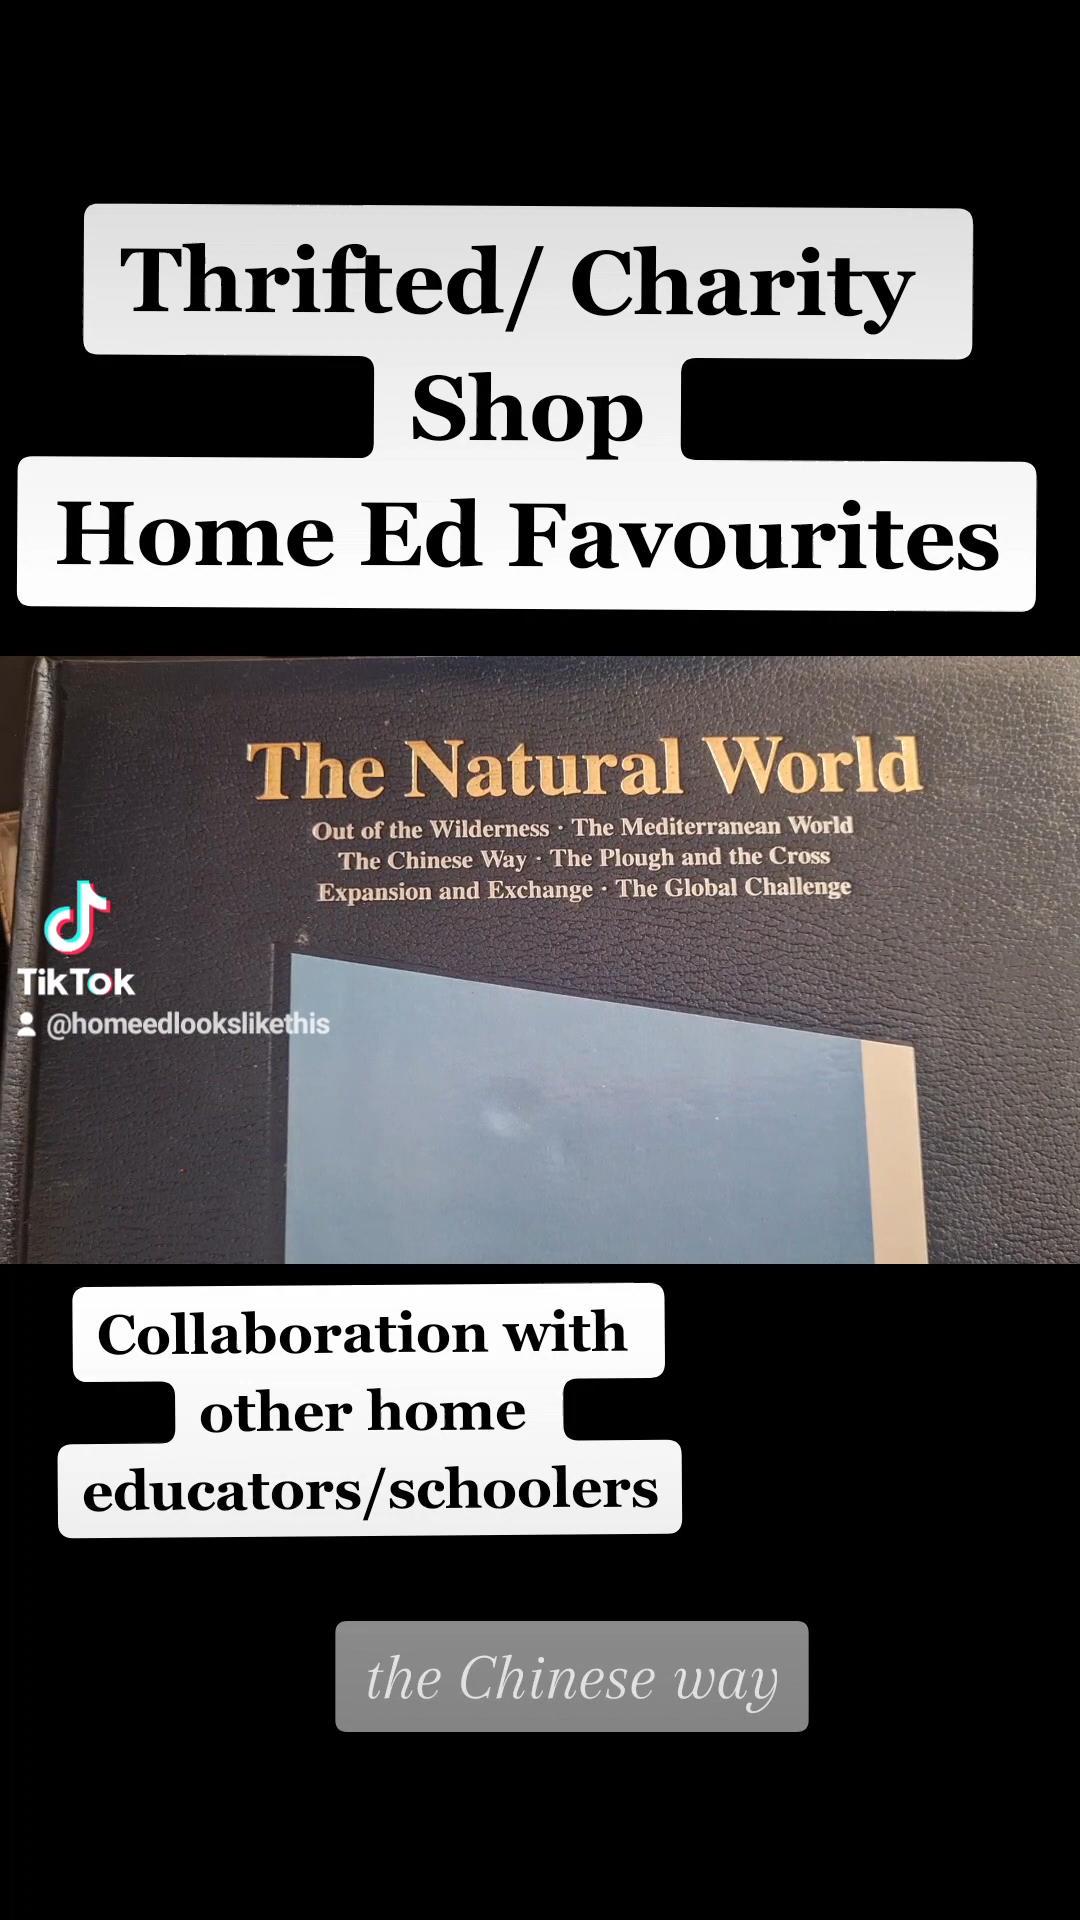 Thrifted/ Charity
Shop
Home Ed Favourites
The Natural World
Out of the Wilderness · The Mediterranean World
The Chinese Way · The Plough and the Cross
Expansion and Exchange · The Global Challenge
TikTok
@homeedlookslikethis
Collaboration with
other home
educators/schoolers
the Chinese way